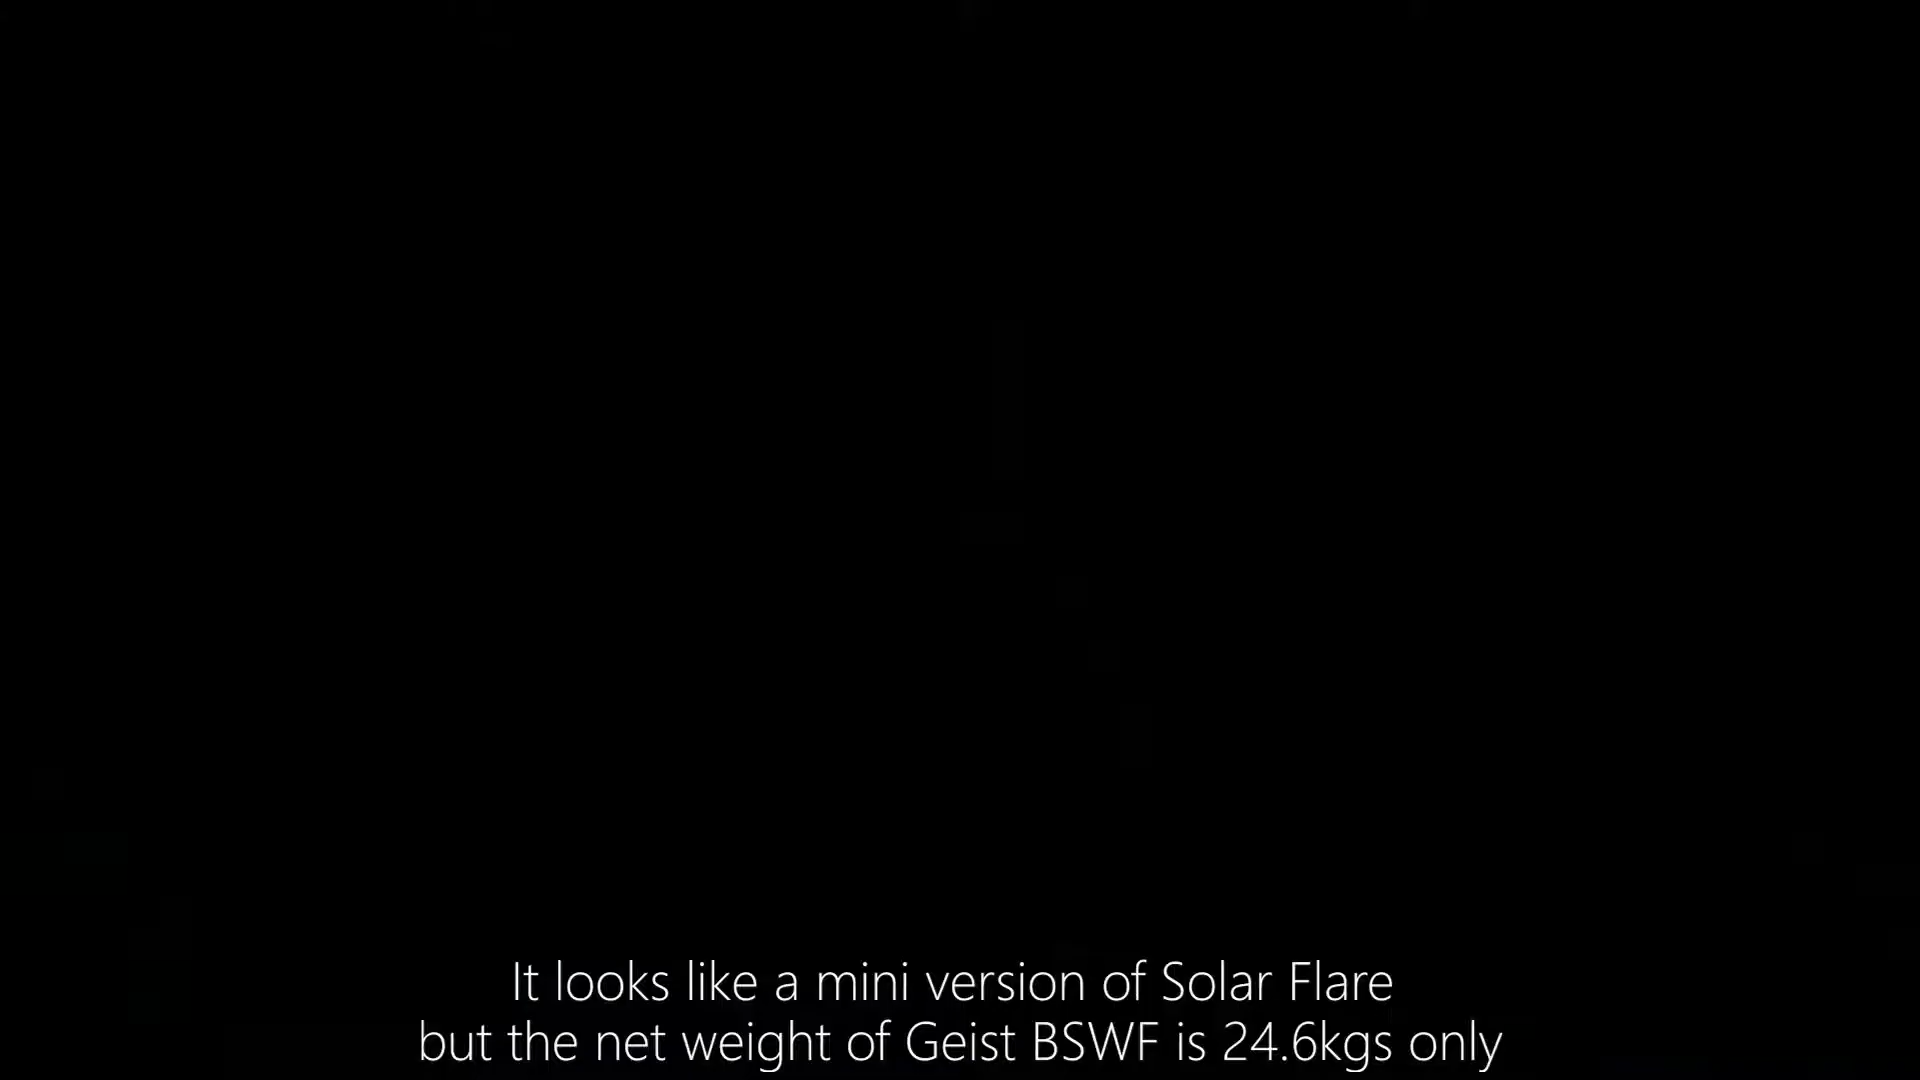 It looks like a mini version of Solar Flare
but the net weight of Geist BSWF is 24.6kgs only